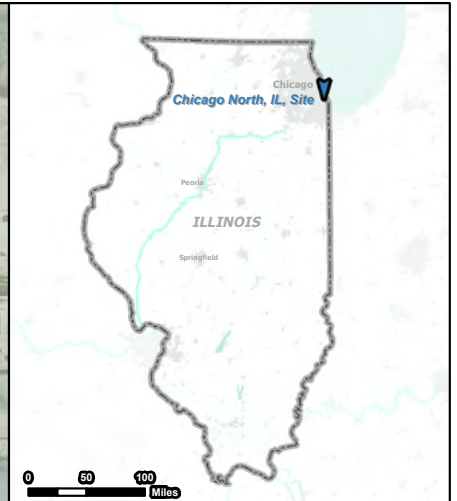 Chicago
Chicago North, IL, Site
Peoria
ILLINOIS
Springfield
0 50 100
Miles